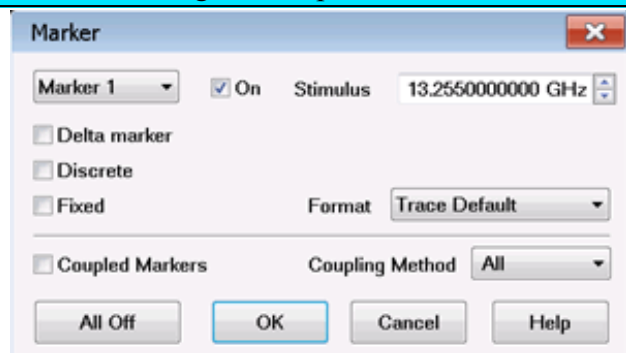 Marker
Marker 1 On Stimulus 13.2550000000 GHz
Delta marker
Discrete
Fixed Format Trace Default
Coupled Markers Coupling Method All
All Off OK Cancel Help